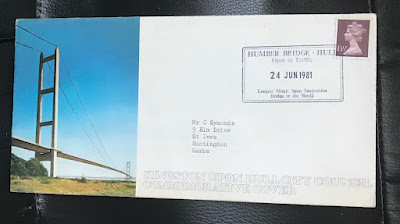 HUMBER BRIDGE - HULL
Open to Traffic
24 JUN 1981
Longest Single Span Suspension
Bridge in the World
Mr G Symonds
9 Elm Drive
St Ives
Huntingdon
Cambs
KINGSTON UPON HULL CITY COUNCIL
COMMEMORATIVE COVER